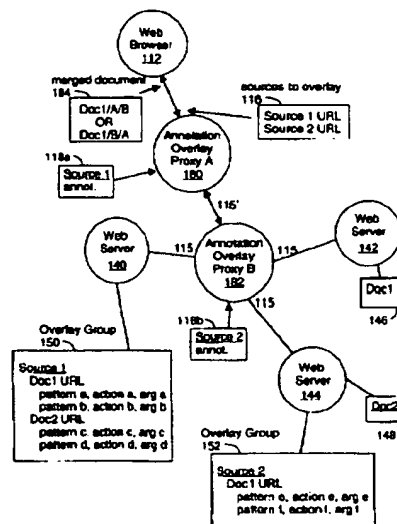 Web
Browser
112
merged document
184
Doc1/A/B
OR
Doc1/B/A
sources to overlay
116
Source 1 URL
Source 2 URL
Annotation
Overlay
Proxy A
180
118a
Source 1
annot.
116'
Web
Server
140
115
Annotation
Overlay
Proxy B
182
115
Web
Server
142
Doc1
146
115
118b
Source 2
annot.
Web
Server
144
Doc2
148
Overlay Group
150
Source 1
Doc1 URL
pattern a, action a, arg a
pattern b, action b, arg b
Doc2 URL
pattern c, action c, arg c
pattern d, action d, arg d
Overlay Group
152
Source 2
Doc1 URL
pattern e, action e, arg e
pattern f, action f, arg f